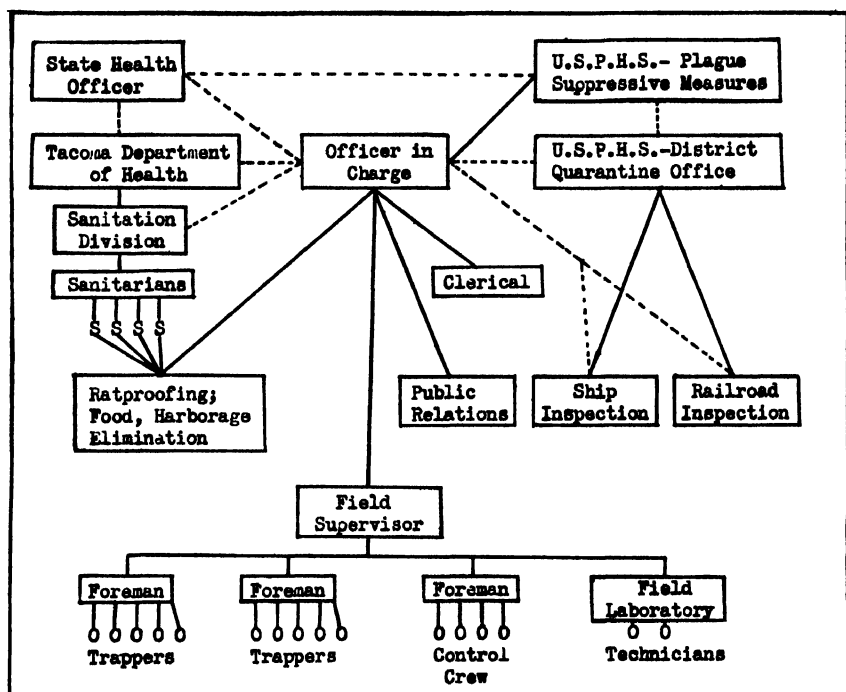 State Health
Officer
U.S.P.H.S.- Plague
Suppressive Measures
Tacoma Department
of Health
Officer in
Charge
U.S.P.H.S.-District
Quarantine Office
Sanitation
Division
Sanitarians
Clerical
S S S S
Ratproofing;
Food, Harborage
Elimination
Public
Relations
Ship
Inspection
Railroad
Inspection
Field
Supervisor
Foreman
Foreman
Foreman
Field
Laboratory
O O O O O
O O O O O
O O O O
O O
Trappers
Trappers
Control
Crew
Technicians